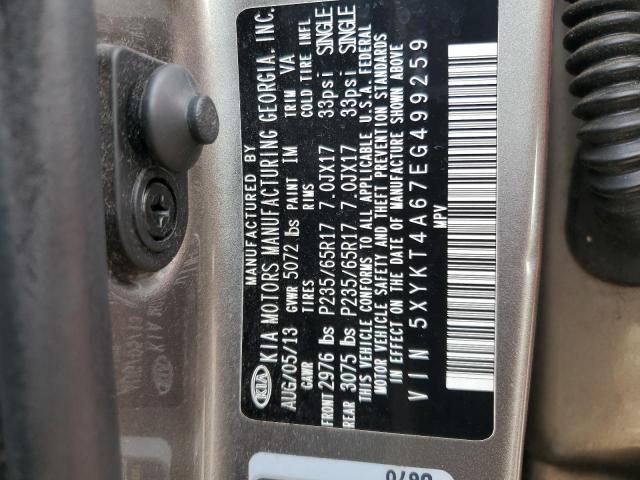 KIA
MANUFACTURED BY
KIA MOTORS MANUFACTURING GEORGIA. INC.
AUG/05/13 GVWR 5072 lbs PAINT IM TRIM VA
GAWR TIRES RIMS COLD TIRE INFL
FRONT 2976 lbs P235/65R17 7.0JX17 33psi SINGLE
REAR 3075 lbs P235/65R17 7.0JX17 33psi SINGLE
THIS VEHICLE CONFORMS TO ALL APPLICABLE U.S.A. FEDERAL
MOTOR VEHICLE SAFETY AND THEFT PREVENTION STANDARDS
IN EFFECT ON THE DATE OF MANUFACTURE SHOWN ABOVE
VIN 5XYKT4A67EG499259
MPV